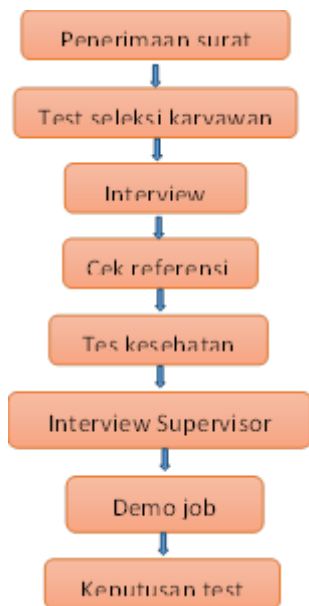 Penerimaan surat
Test seleksi karyawan
Interview
Cek referensi
Tes kesehatan
Interview Supervisor
Demo job
Keputusan test